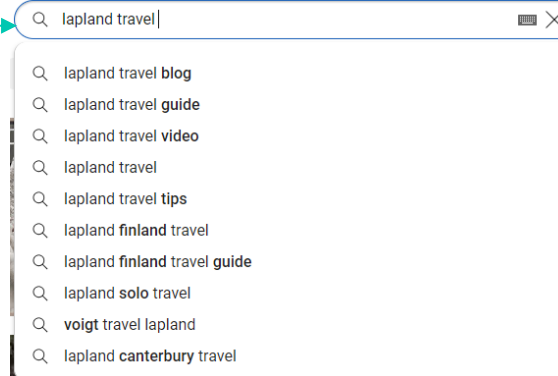 lapland travel
lapland travel blog
lapland travel guide
lapland travel video
lapland travel
lapland travel tips
lapland finland travel
lapland finland travel guide
lapland solo travel
voigt travel lapland
lapland canterbury travel